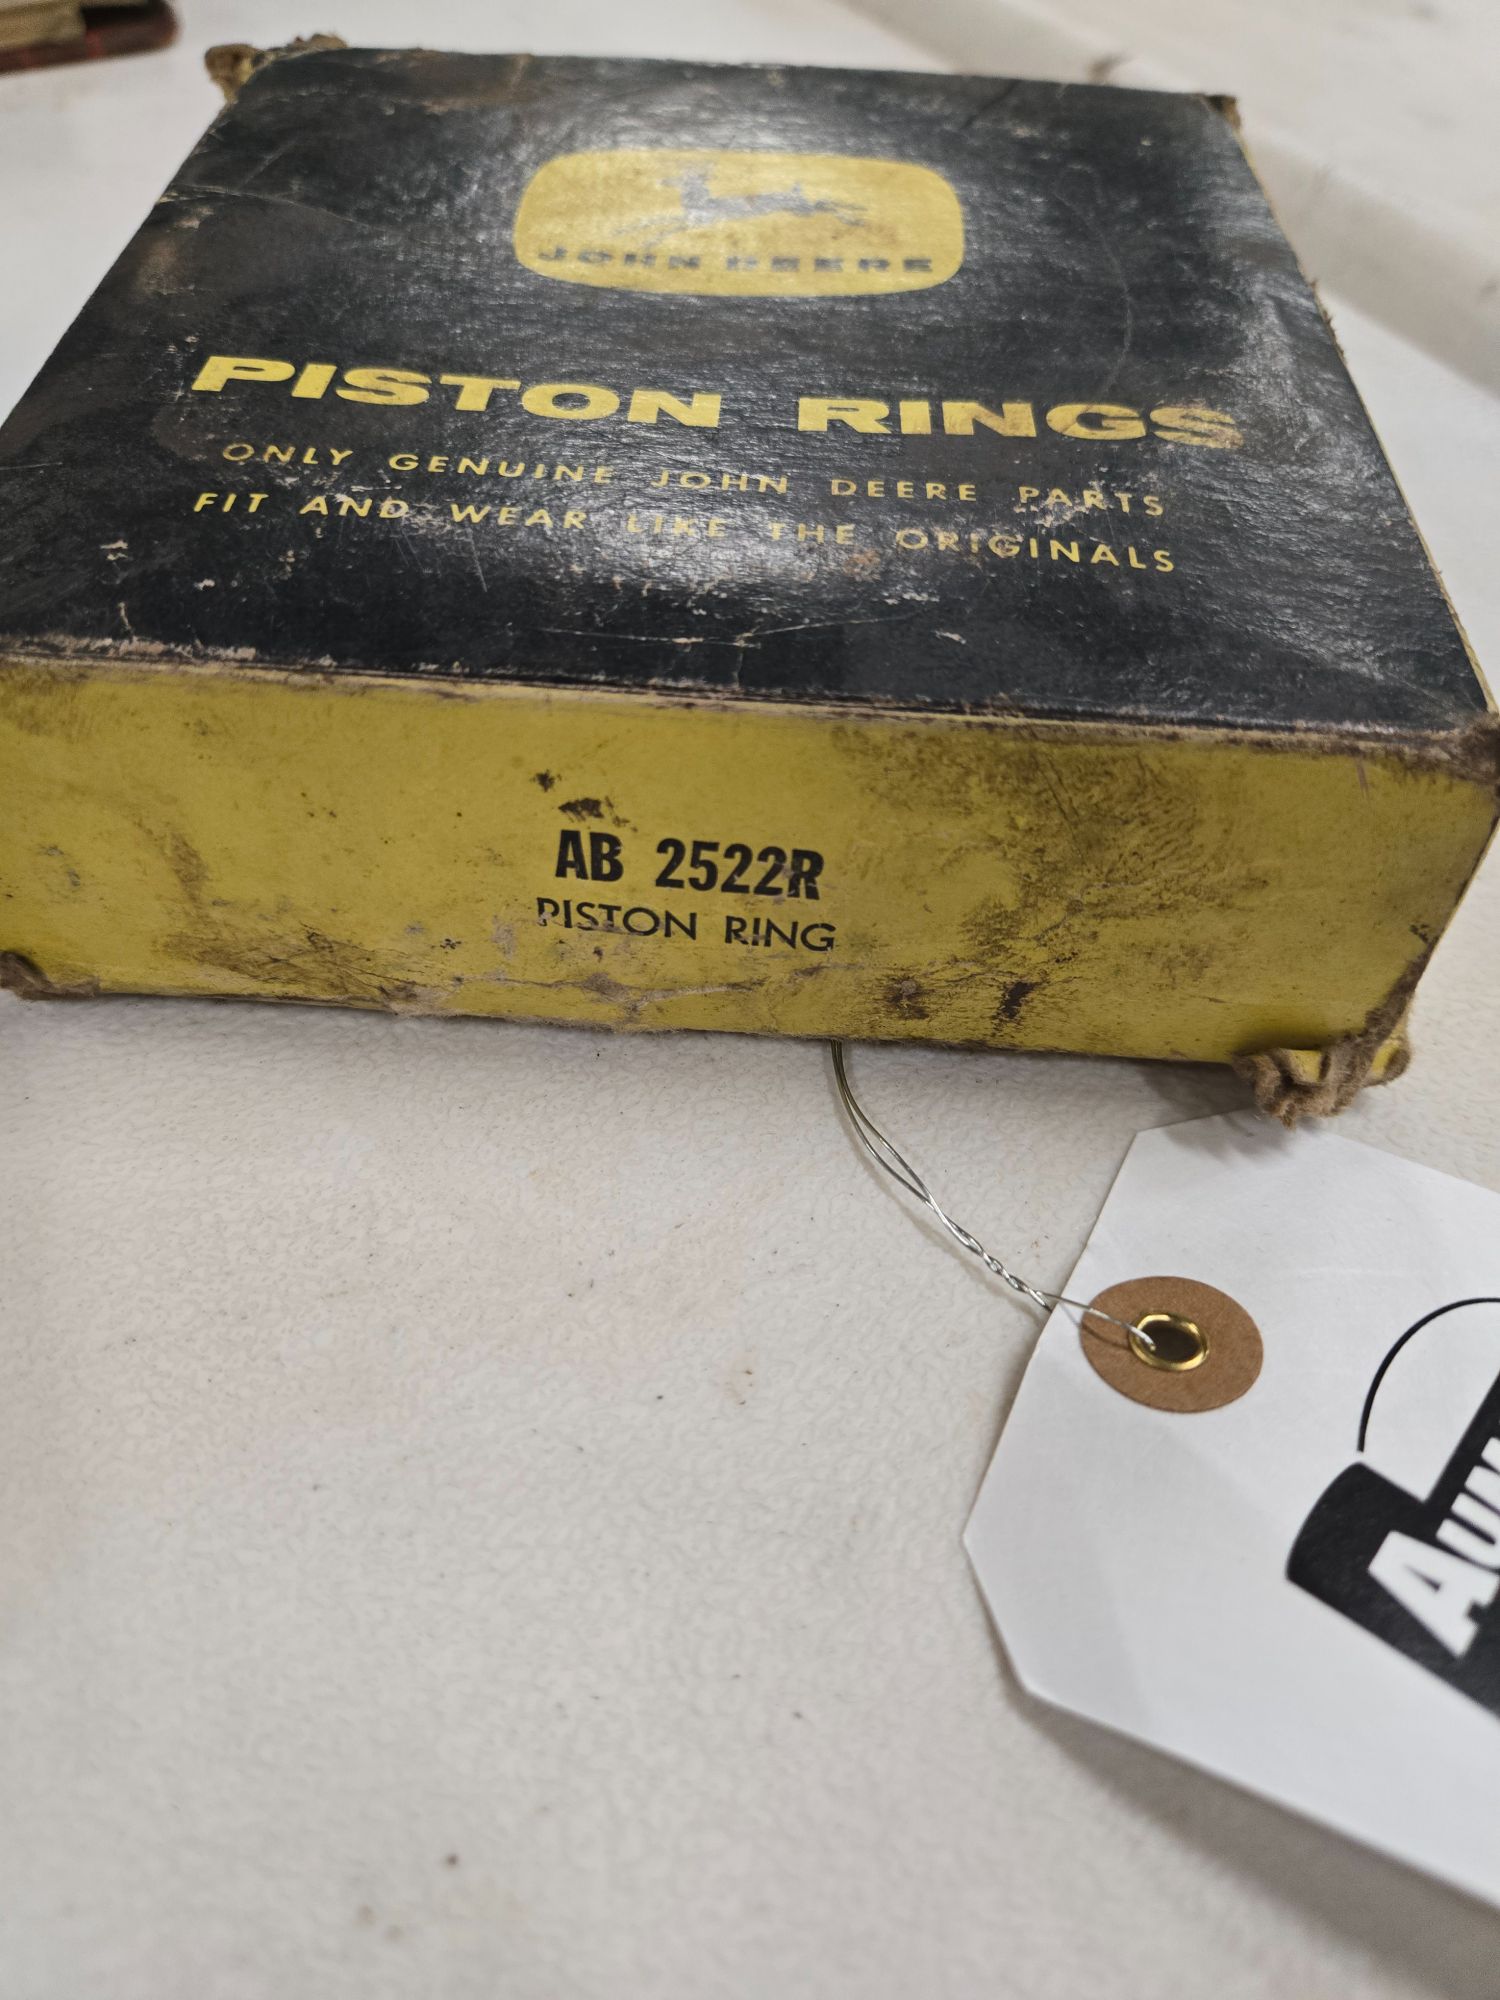 JOHN DEERE
PISTON RINGS
ONLY GENUINE JOHN DEERE PARTS
FIT AND WEAR LIKE THE ORIGINALS
AB 2522R
PISTON RING